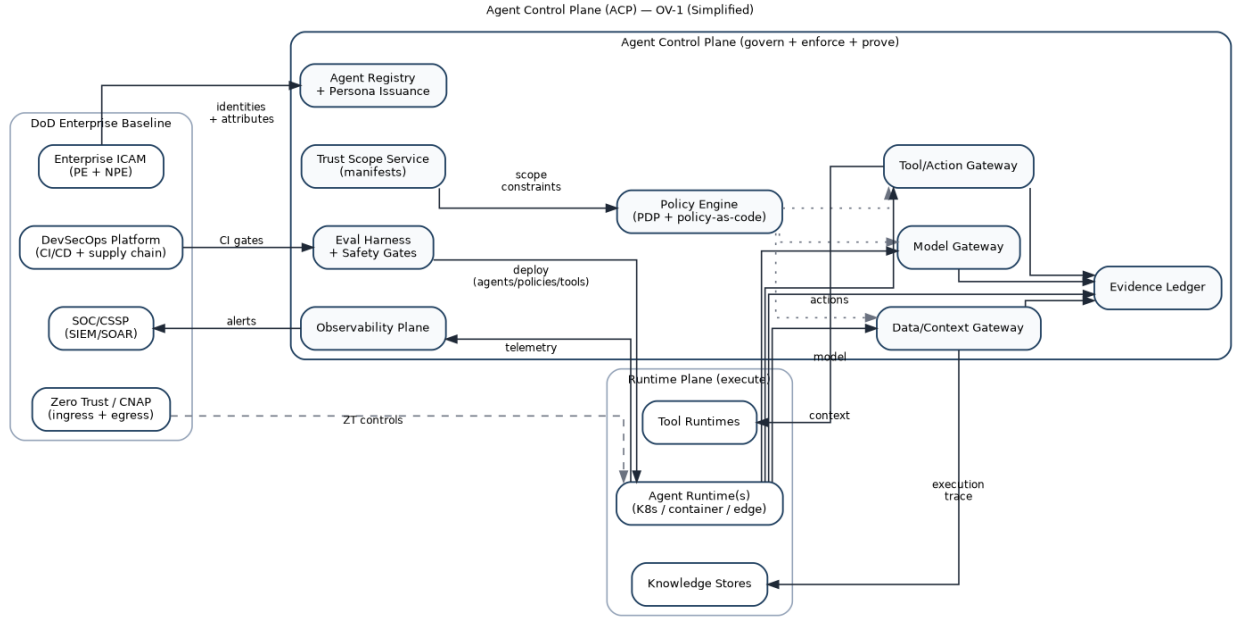 Agent Control Plane (ACP) — OV-1 (Simplified)
Agent Control Plane (govern + enforce + prove)
Agent Registry
+ Persona Issuance
identities
+ attributes
DoD Enterprise Baseline
Enterprise ICAM
(PE + NPE)
Trust Scope Service
(manifests)
scope
constraints
Policy Engine
(PDP + policy-as-code)
Tool/Action Gateway
DevSecOps Platform
(CI/CD + supply chain)
CI gates
Eval Harness
+ Safety Gates
deploy
(agents/policies/tools)
Model Gateway
Evidence Ledger
actions
SOC/CSSP
(SIEM/SOAR)
alerts
Observability Plane
telemetry
Data/Context Gateway
model
Runtime Plane (execute)
Zero Trust / CNAP
(ingress + egress)
ZT controls
Tool Runtimes
context
Agent Runtime(s)
(K8s / container / edge)
execution
trace
Knowledge Stores